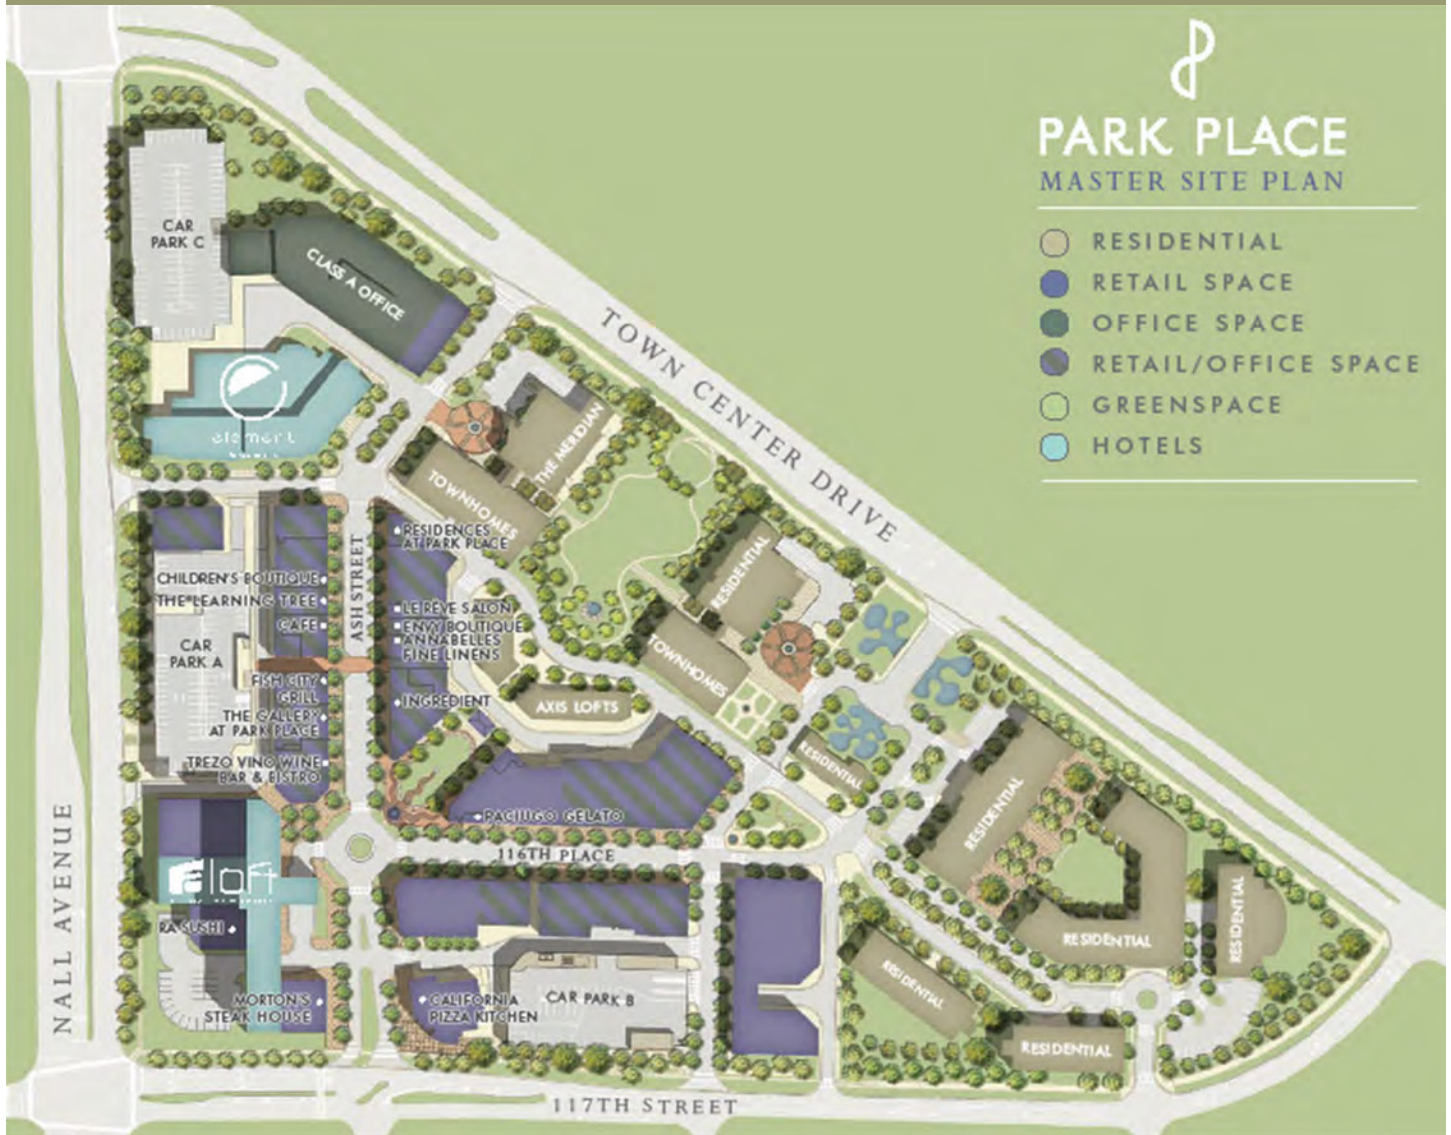 PARK PLACE
MASTER SITE PLAN
RESIDENTIAL
RETAIL SPACE
OFFICE SPACE
RETAIL/OFFICE SPACE
GREENSPACE
HOTELS
CAR
PARK C
CLASS A OFFICE
TOWN CENTER DRIVE
element
THE MERIDIAN
TOWNHOMES
RESIDENCES
AT PARK PLACE
ASH STREET
RESIDENTIAL
CHILDREN'S BOUTIQUE
THE LEARNING TREE
CAFE
LE RÊVE SALON
ENVY BOUTIQUE
ANNABELLES
FINE LINENS
CAR
PARK A
TOWNHOMES
FISH CITY
GRILL
THE GALLERY
AT PARK PLACE
INGREDIENT
AXIS LOFTS
TREZO VINO WINE
BAR & BISTRO
RESIDENTIAL
RESIDENTIAL
PACIUGO GELATO
116TH PLACE
NALL AVENUE
loft
RA SUSHI
RESIDENTIAL
RESIDENTIAL
RESIDENTIAL
MORTON'S
STEAK HOUSE
CALIFORNIA
PIZZA KITCHEN
CAR PARK B
RESIDENTIAL
117TH STREET